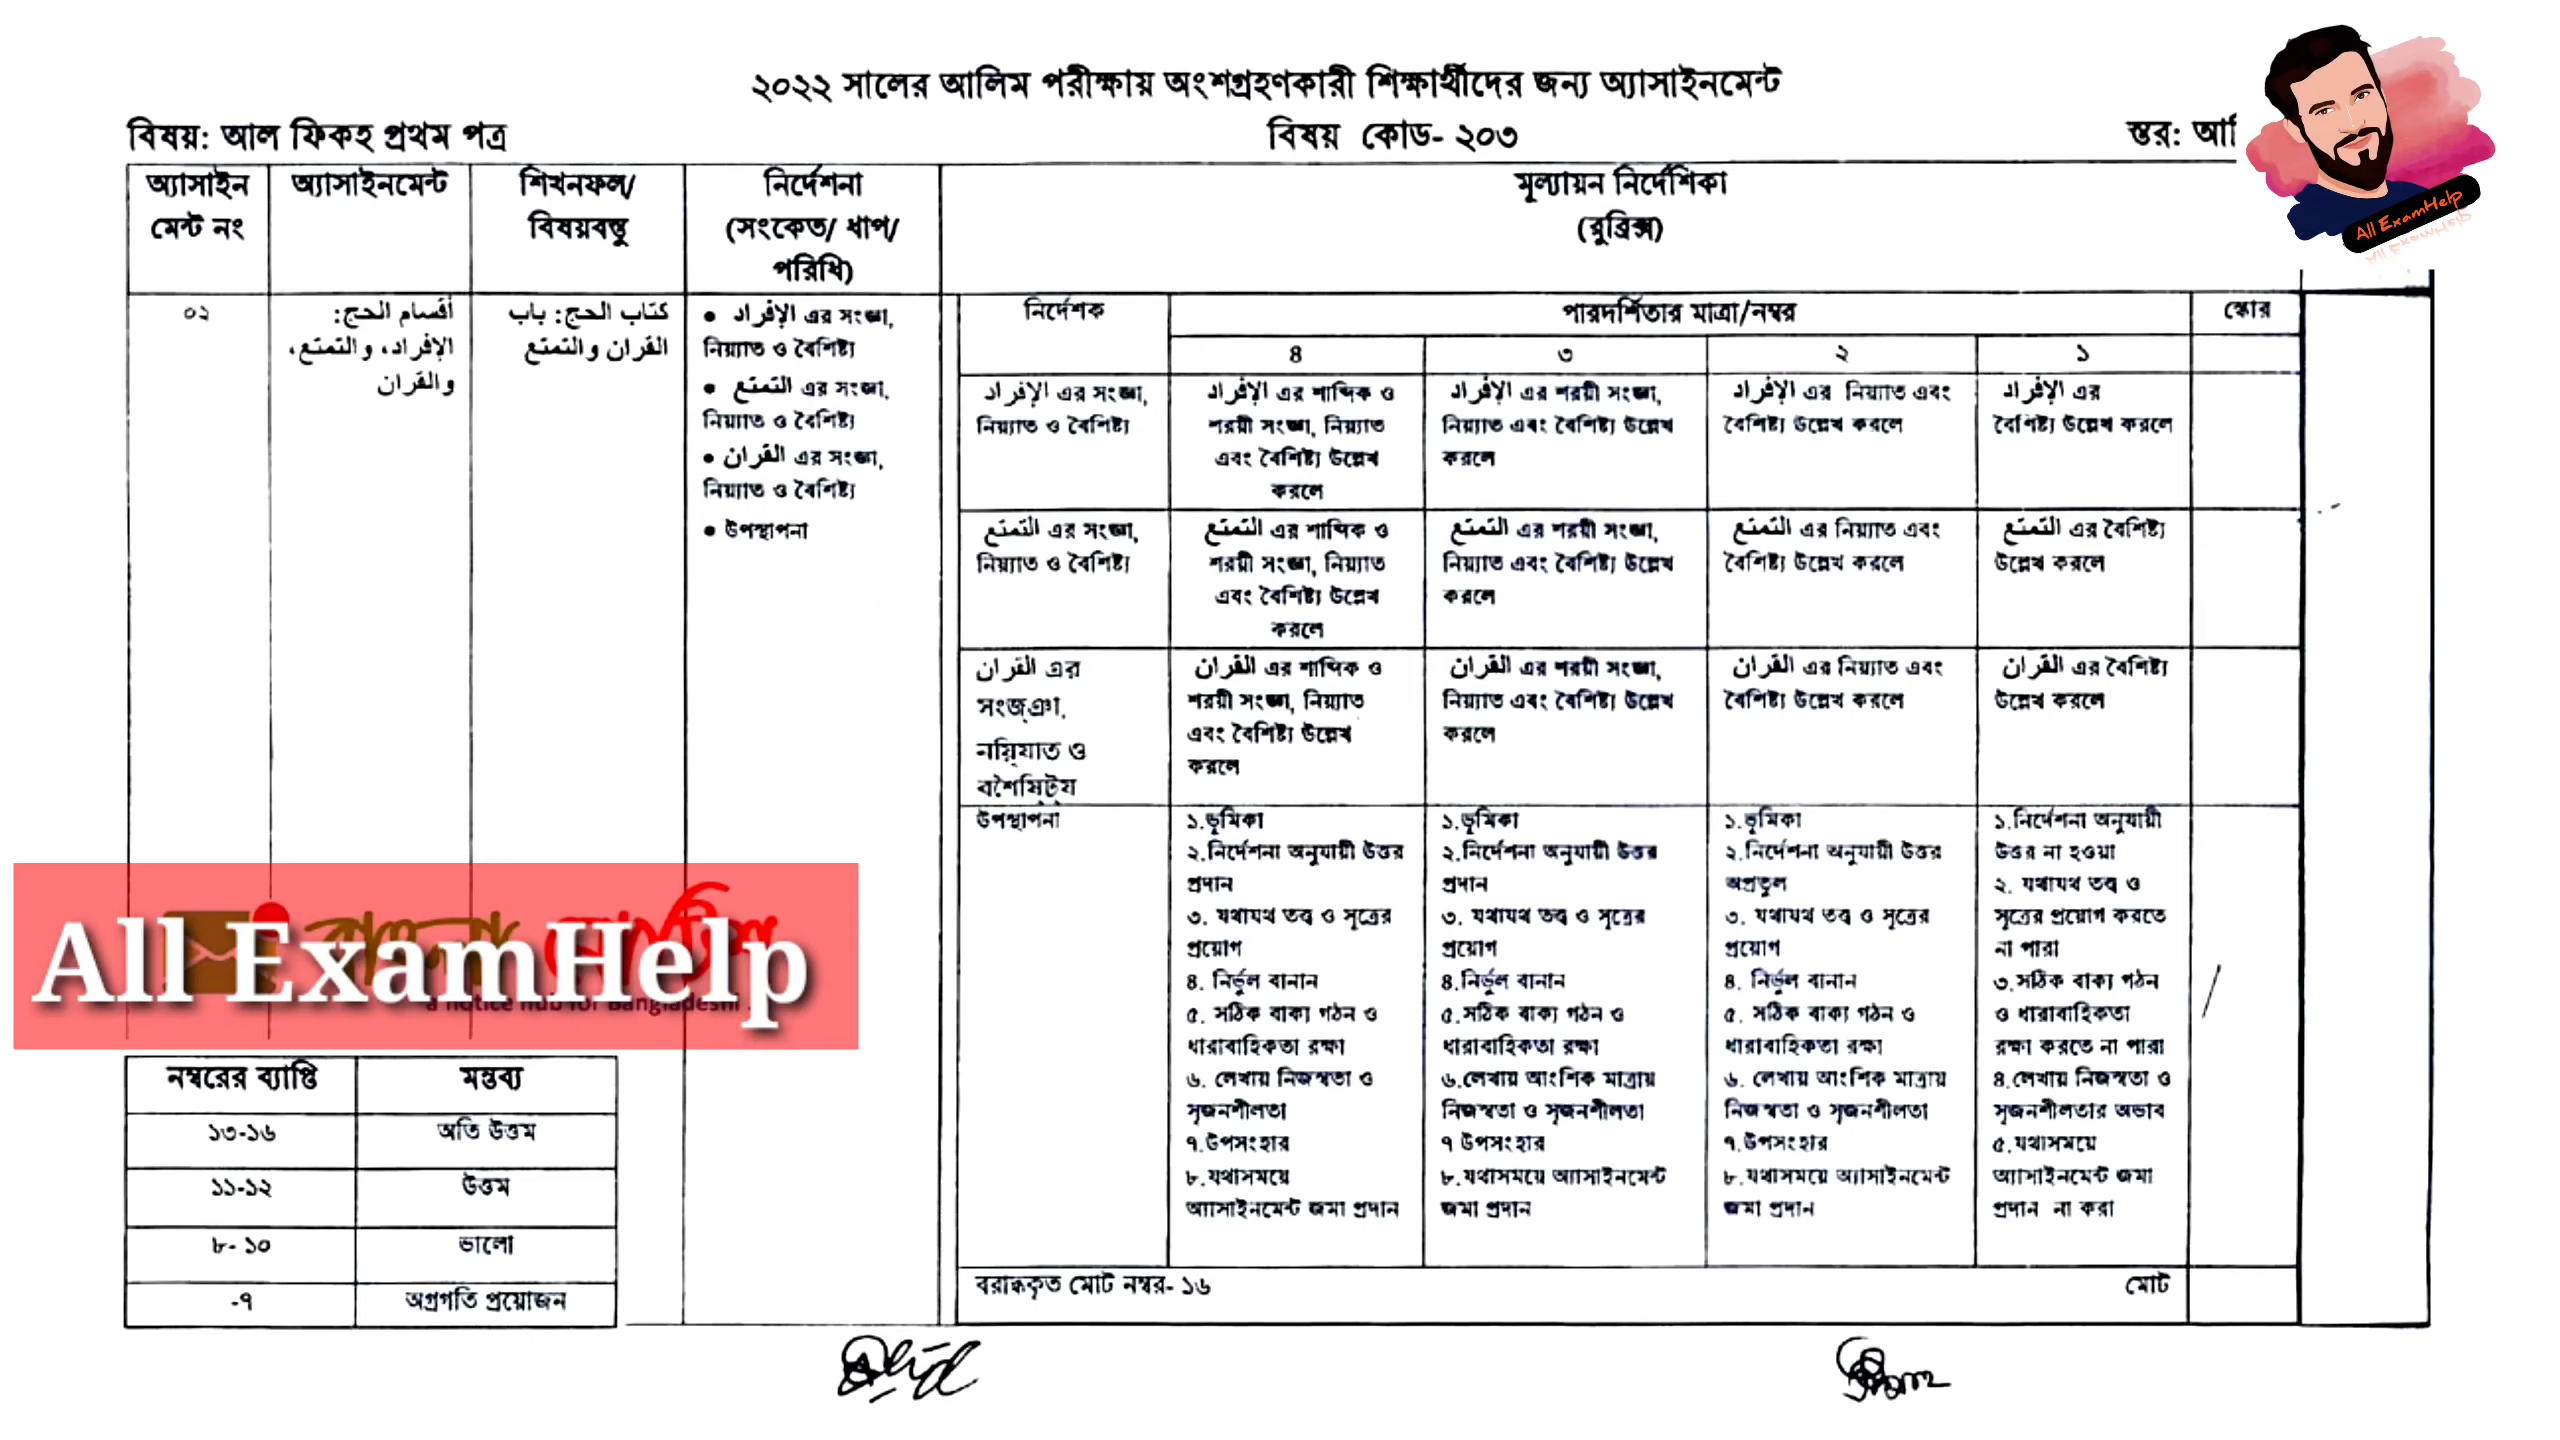 ২০২২ সালের আলিম পরীক্ষায় অংশগ্রহণকারী শিক্ষার্থীদের জন্য অ্যাসাইনমেন্ট
বিষয়: আল ফিকহ প্রথম পত্র
বিষয় কোড- ২০৩
স্তর:
All ExamHelp
অ্যাসাইন
মেন্ট নং
অ্যাসাইনমেন্ট
শিখনফল/
বিষয়বস্তু
নির্দেশনা
(সংকেত/ ধাপ/
পরিধি)
মূল্যায়ন নির্দেশিকা
(রুব্রিক্স)
০১
أقسام الحج:
الإفراد، والتمتع،
والقران
كتاب الحج: باب
القران والتمتع
• الإفراد এর সংজ্ঞা,
নিয়্যাত ও বৈশিষ্ট্য
• التمتع এর সংজ্ঞা,
নিয়্যাত ও বৈশিষ্ট্য
• القران এর সংজ্ঞা,
নিয়্যাত ও বৈশিষ্ট্য
• উপস্থাপনা
নির্দেশক
পারদর্শিতার মাত্রা/নম্বর
স্কোর
৪
৩
২
১
الإفراد এর সংজ্ঞা,
নিয়্যাত ও বৈশিষ্ট্য
الإفراد এর শাব্দিক ও
শরয়ী সংজ্ঞা, নিয়্যাত
এবং বৈশিষ্ট্য উল্লেখ
করলে
الإفراد এর শরয়ী সংজ্ঞা,
নিয়্যাত এবং বৈশিষ্ট্য উল্লেখ
করলে
الإفراد এর নিয়্যাত এবং
বৈশিষ্ট্য উল্লেখ করলে
الإفراد এর
বৈশিষ্ট্য উল্লেখ করলে
التمتع এর সংজ্ঞা,
নিয়্যাত ও বৈশিষ্ট্য
التمتع এর শাব্দিক ও
শরয়ী সংজ্ঞা, নিয়্যাত
এবং বৈশিষ্ট্য উল্লেখ
করলে
التمتع এর শরয়ী সংজ্ঞা,
নিয়্যাত এবং বৈশিষ্ট্য উল্লেখ
করলে
التمتع এর নিয়্যাত এবং
বৈশিষ্ট্য উল্লেখ করলে
التمتع এর বৈশিষ্ট্য
উল্লেখ করলে
القران এর
সংজ্‌ঞা,
নয়ি্যাত ও
বশৈষি্ট্য
القران এর শাব্দিক ও
শরয়ী সংজ্ঞা, নিয়্যাত
এবং বৈশিষ্ট্য উল্লেখ
করলে
القران এর শরয়ী সংজ্ঞা,
নিয়্যাত এবং বৈশিষ্ট্য উল্লেখ
করলে
القران এর নিয়্যাত এবং
বৈশিষ্ট্য উল্লেখ করলে
القران এর বৈশিষ্ট্য
উল্লেখ করলে
উপস্থাপনা
১.ভূমিকা
২.নির্দেশনা অনুযায়ী উত্তর
প্রদান
৩. যথাযথ তত্ত্ব ও সূত্রের
প্রয়োগ
৪. নির্ভুল বানান
৫. সঠিক বাক্য গঠন ও
ধারাবাহিকতা রক্ষা
৬. লেখায় নিজস্বতা ও
সৃজনশীলতা
৭.উপসংহার
৮.যথাসময়ে
অ্যাসাইনমেন্ট জমা প্রদান
১.ভূমিকা
২.নির্দেশনা অনুযায়ী উত্তর
প্রদান
৩. যথাযথ তত্ত্ব ও সূত্রের
প্রয়োগ
৪.নির্ভুল বানান
৫.সঠিক বাক্য গঠন ও
ধারাবাহিকতা রক্ষা
৬.লেখায় আংশিক মাত্রায়
নিজস্বতা ও সৃজনশীলতা
৭ উপসংহার
৮.যথাসময়ে অ্যাসাইনমেন্ট
জমা প্রদান
১.ভূমিকা
২.নির্দেশনা অনুযায়ী উত্তর
অপ্রতুল
৩. যথাযথ তত্ত্ব ও সূত্রের
প্রয়োগ
৪. নির্ভুল বানান
৫. সঠিক বাক্য গঠন ও
ধারাবাহিকতা রক্ষা
৬. লেখায় আংশিক মাত্রায়
নিজস্বতা ও সৃজনশীলতা
৭.উপসংহার
৮.যথাসময়ে অ্যাসাইনমেন্ট
জমা প্রদান
১.নির্দেশনা অনুযায়ী
উত্তর না হওয়া
২. যথাযথ তত্ত্ব ও
সূত্রের প্রয়োগ করতে
না পারা
৩.সঠিক বাক্য গঠন
ও ধারাবাহিকতা
রক্ষা করতে না পারা
৪.লেখায় নিজস্বতা ও
সৃজনশীলতার অভাব
৫.যথাসময়ে
অ্যাসাইনমেন্ট জমা
প্রদান না করা
বরাদ্ধকৃত মোট নম্বর- ১৬
মোট
All ExamHelp
a notice hub for Bangladeshi
নম্বরের ব্যাপ্তি
মন্তব্য
১৩-১৬
অতি উত্তম
১১-১২
উত্তম
৮- ১০
ভালো
-৭
অগ্রগতি প্রয়োজন